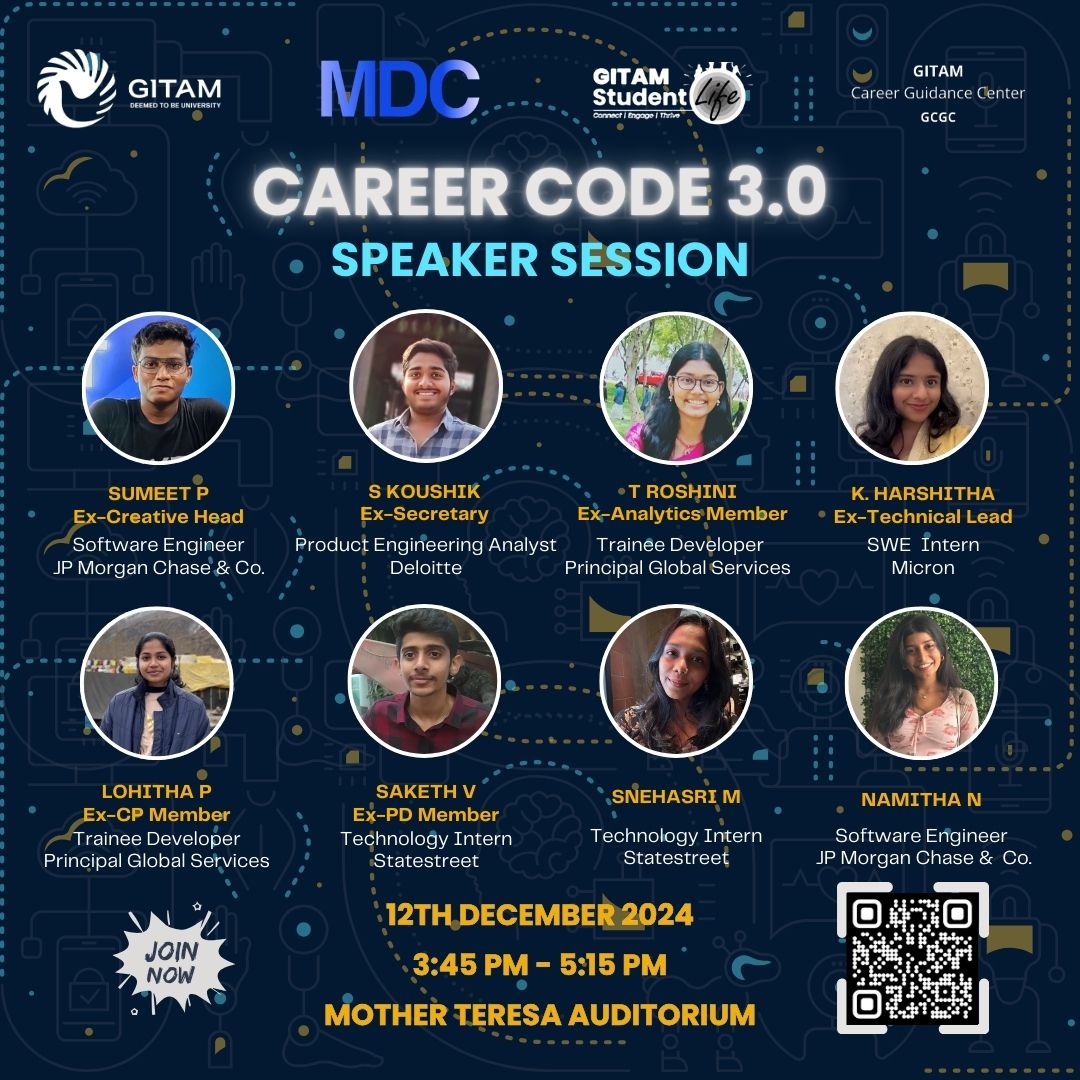 GITAM
DEEMED TO BE UNIVERSITY
MDC
GITAM
Student
Life
Connect | Engage | Thrive
GITAM
Career Guidance Center
GCGC
CAREER CODE 3.0
SPEAKER SESSION
SUMEET P
Ex-Creative Head
Software Engineer
JP Morgan Chase & Co.
S KOUSHIK
Ex-Secretary
Product Engineering Analyst
Deloitte
T ROSHINI
Ex-Analytics Member
Trainee Developer
Principal Global Services
K. HARSHITHA
Ex-Technical Lead
SWE Intern
Micron
LOHITHA P
Ex-CP Member
Trainee Developer
Principal Global Services
SAKETH V
Ex-PD Member
Technology Intern
Statestreet
SNEHASRI M
Technology Intern
Statestreet
NAMITHA N
Software Engineer
JP Morgan Chase & Co.
JOIN
NOW
12TH DECEMBER 2024
3:45 PM - 5:15 PM
MOTHER TERESA AUDITORIUM